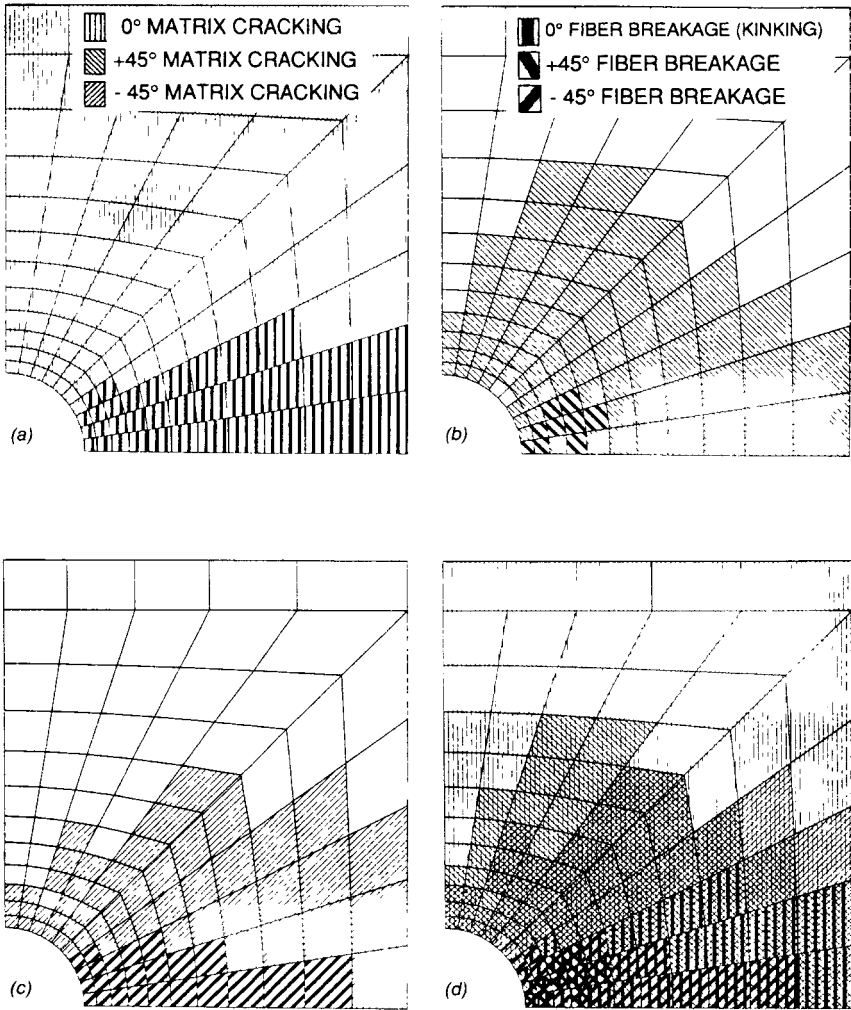 0° MATRIX CRACKING
+45° MATRIX CRACKING
- 45° MATRIX CRACKING
0° FIBER BREAKAGE (KINKING)
+45° FIBER BREAKAGE
- 45° FIBER BREAKAGE
(a)
(b)
(c)
(d)